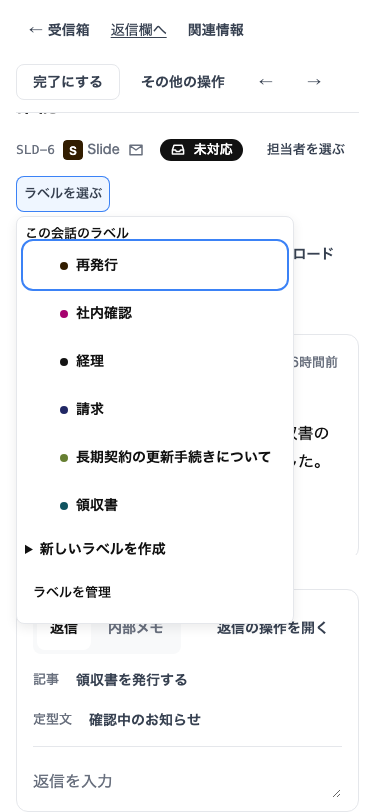 ← 受信箱 返信欄へ 関連情報
完了にする その他の操作 ← →
SLD-6 S Slide 未対応 担当者を選ぶ
ラベルを選ぶ
この会話のラベル
ロード
再発行
社内確認
経理
6時間前
請求
収書の
長期契約の更新手続きについて
した。
領収書
▶ 新しいラベルを作成
ラベルを管理
返信 内部メモ 返信の操作を開く
記事 領収書を発行する
定型文 確認中のお知らせ
返信を入力